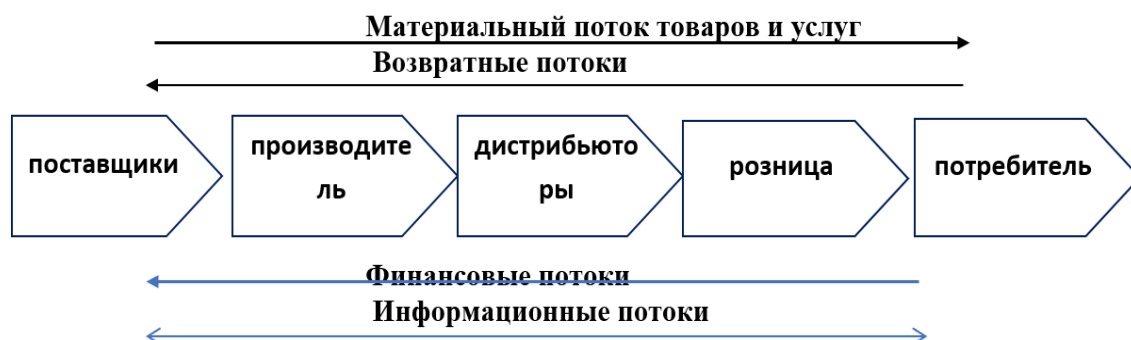 Материальный поток товаров и услуг
Возвратные потоки
поставщики
производите
ль
дистрибьюто
ры
розница
потребитель
Финансовые потоки
Информационные потоки